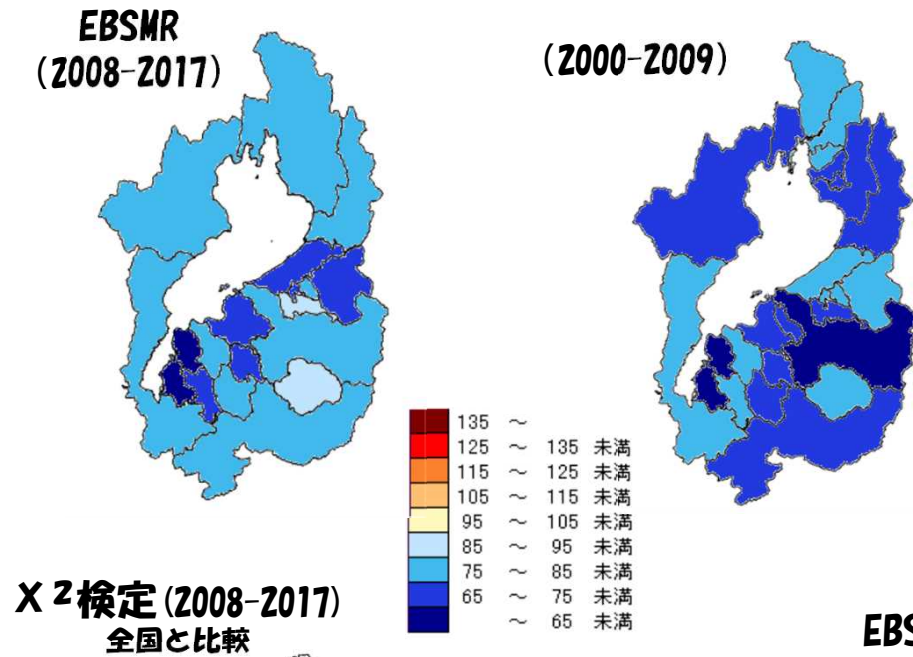 EBSMR
(2008-2017)
(2000-2009)
135 ～
125 ～ 135 未満
115 ～ 125 未満
105 ～ 115 未満
95 ～ 105 未満
85 ～ 95 未満
75 ～ 85 未満
65 ～ 75 未満
～ 65 未満
X2検定(2008-2017)
全国と比較
EBS